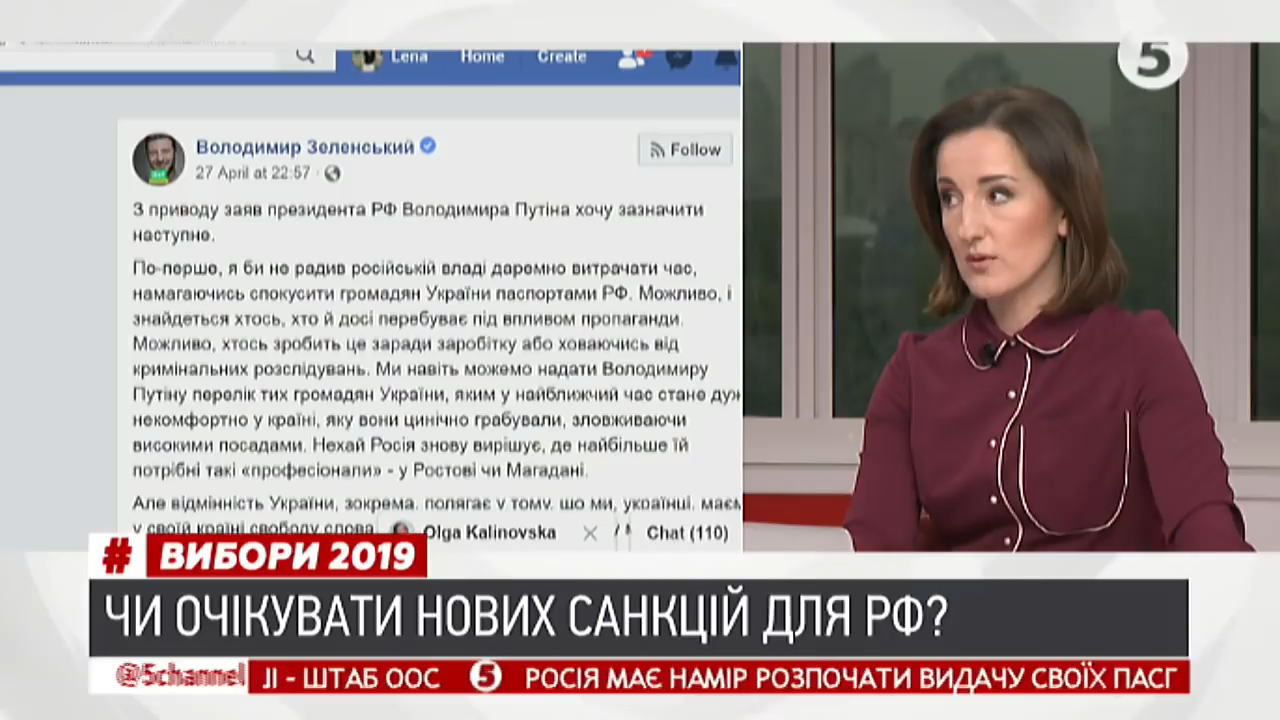 Lena Home Create
5
Володимир Зеленський
27 April at 22:57
Follow
З приводу заяв президента РФ Володимира Путіна хочу зазначити
наступне.
По-перше, я би не радив російській владі даремно витрачати час,
намагаючись спокусити громадян України паспортами РФ. Можливо, і
знайдеться хтось, хто й досі перебуває під впливом пропаганди.
Можливо, хтось зробить це заради заробітку або ховаючись від
кримінальних розслідувань. Ми навіть можемо надати Володимиру
Путіну перелік тих громадян України, яким у найближчий час стане дуж
некомфортно у країні, яку вони цинічно грабували, зловживаючи
високими посадами. Нехай Росія знову вирішує, де найбільше їй
потрібні такі «професіонали» - у Ростові чи Магадані.
Але відмінність України, зокрема, полягає у тому, що ми, українці, маєм
у своїй країні свободу слова
Olga Kalinovska
Chat (110)
# ВИБОРИ 2019
ЧИ ОЧІКУВАТИ НОВИХ САНКЦІЙ ДЛЯ РФ?
@5channel ЛІ - ШТАБ ООС 5 РОСІЯ МАЄ НАМІР РОЗПОЧАТИ ВИДАЧУ СВОЇХ ПАСП